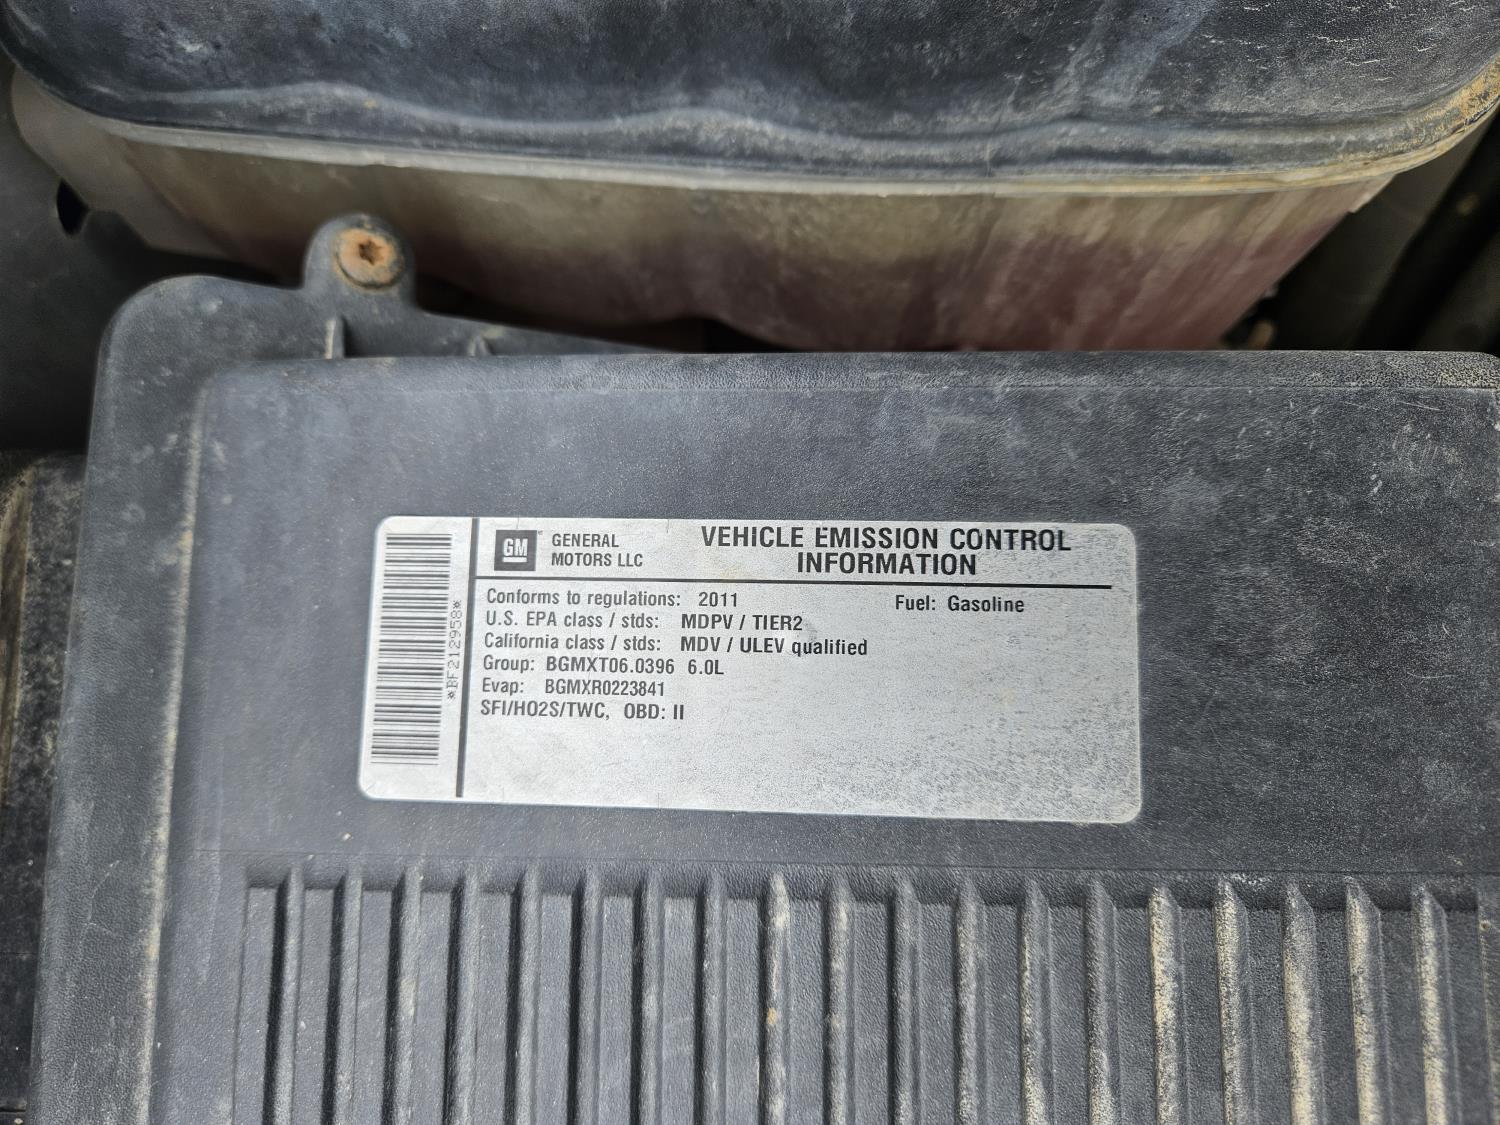 GM
GENERAL
MOTORS LLC
VEHICLE EMISSION CONTROL
INFORMATION
Conforms to regulations: 2011
Fuel: Gasoline
U.S. EPA class / stds: MDPV / TIER2
California class / stds: MDV / ULEV qualified
Group: BGMXT06.0396 6.0L
Evap: BGMXR0223841
SFI/HO2S/TWC, OBD: II
*BF212958*